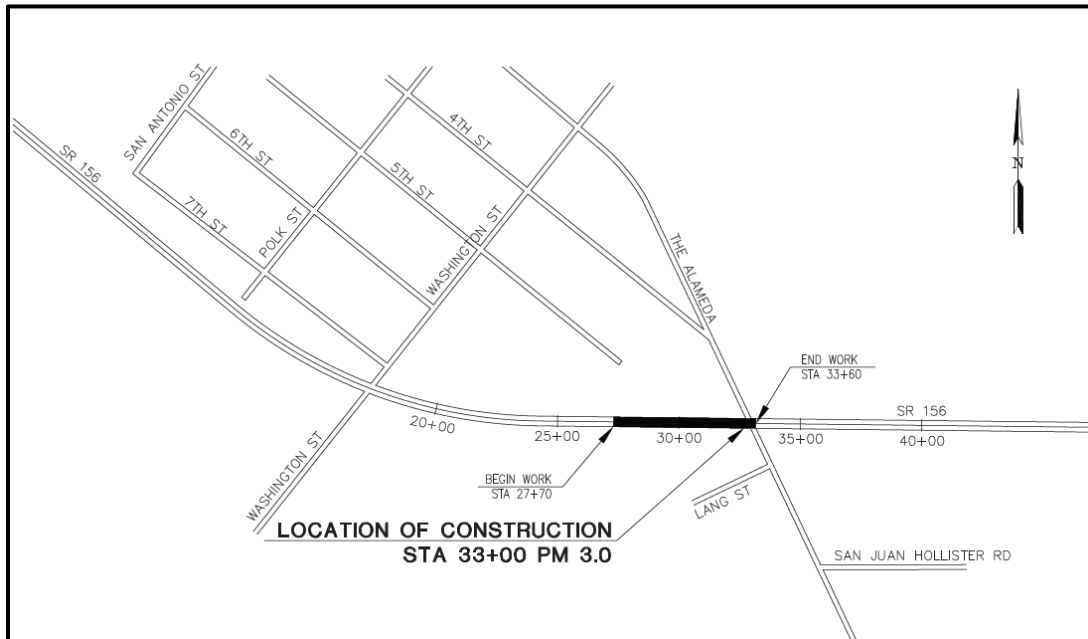 SAN ANTONIO ST
SR 156
6TH ST
7TH ST
POLK ST
5TH ST
4TH ST
WASHINGTON ST
THE ALAMEDA
N
END WORK
STA 33+60
SR 156
20+00
25+00
30+00
35+00
40+00
BEGIN WORK
STA 27+70
WASHINGTON ST
LANG ST
LOCATION OF CONSTRUCTION
STA 33+00 PM 3.0
SAN JUAN HOLLISTER RD